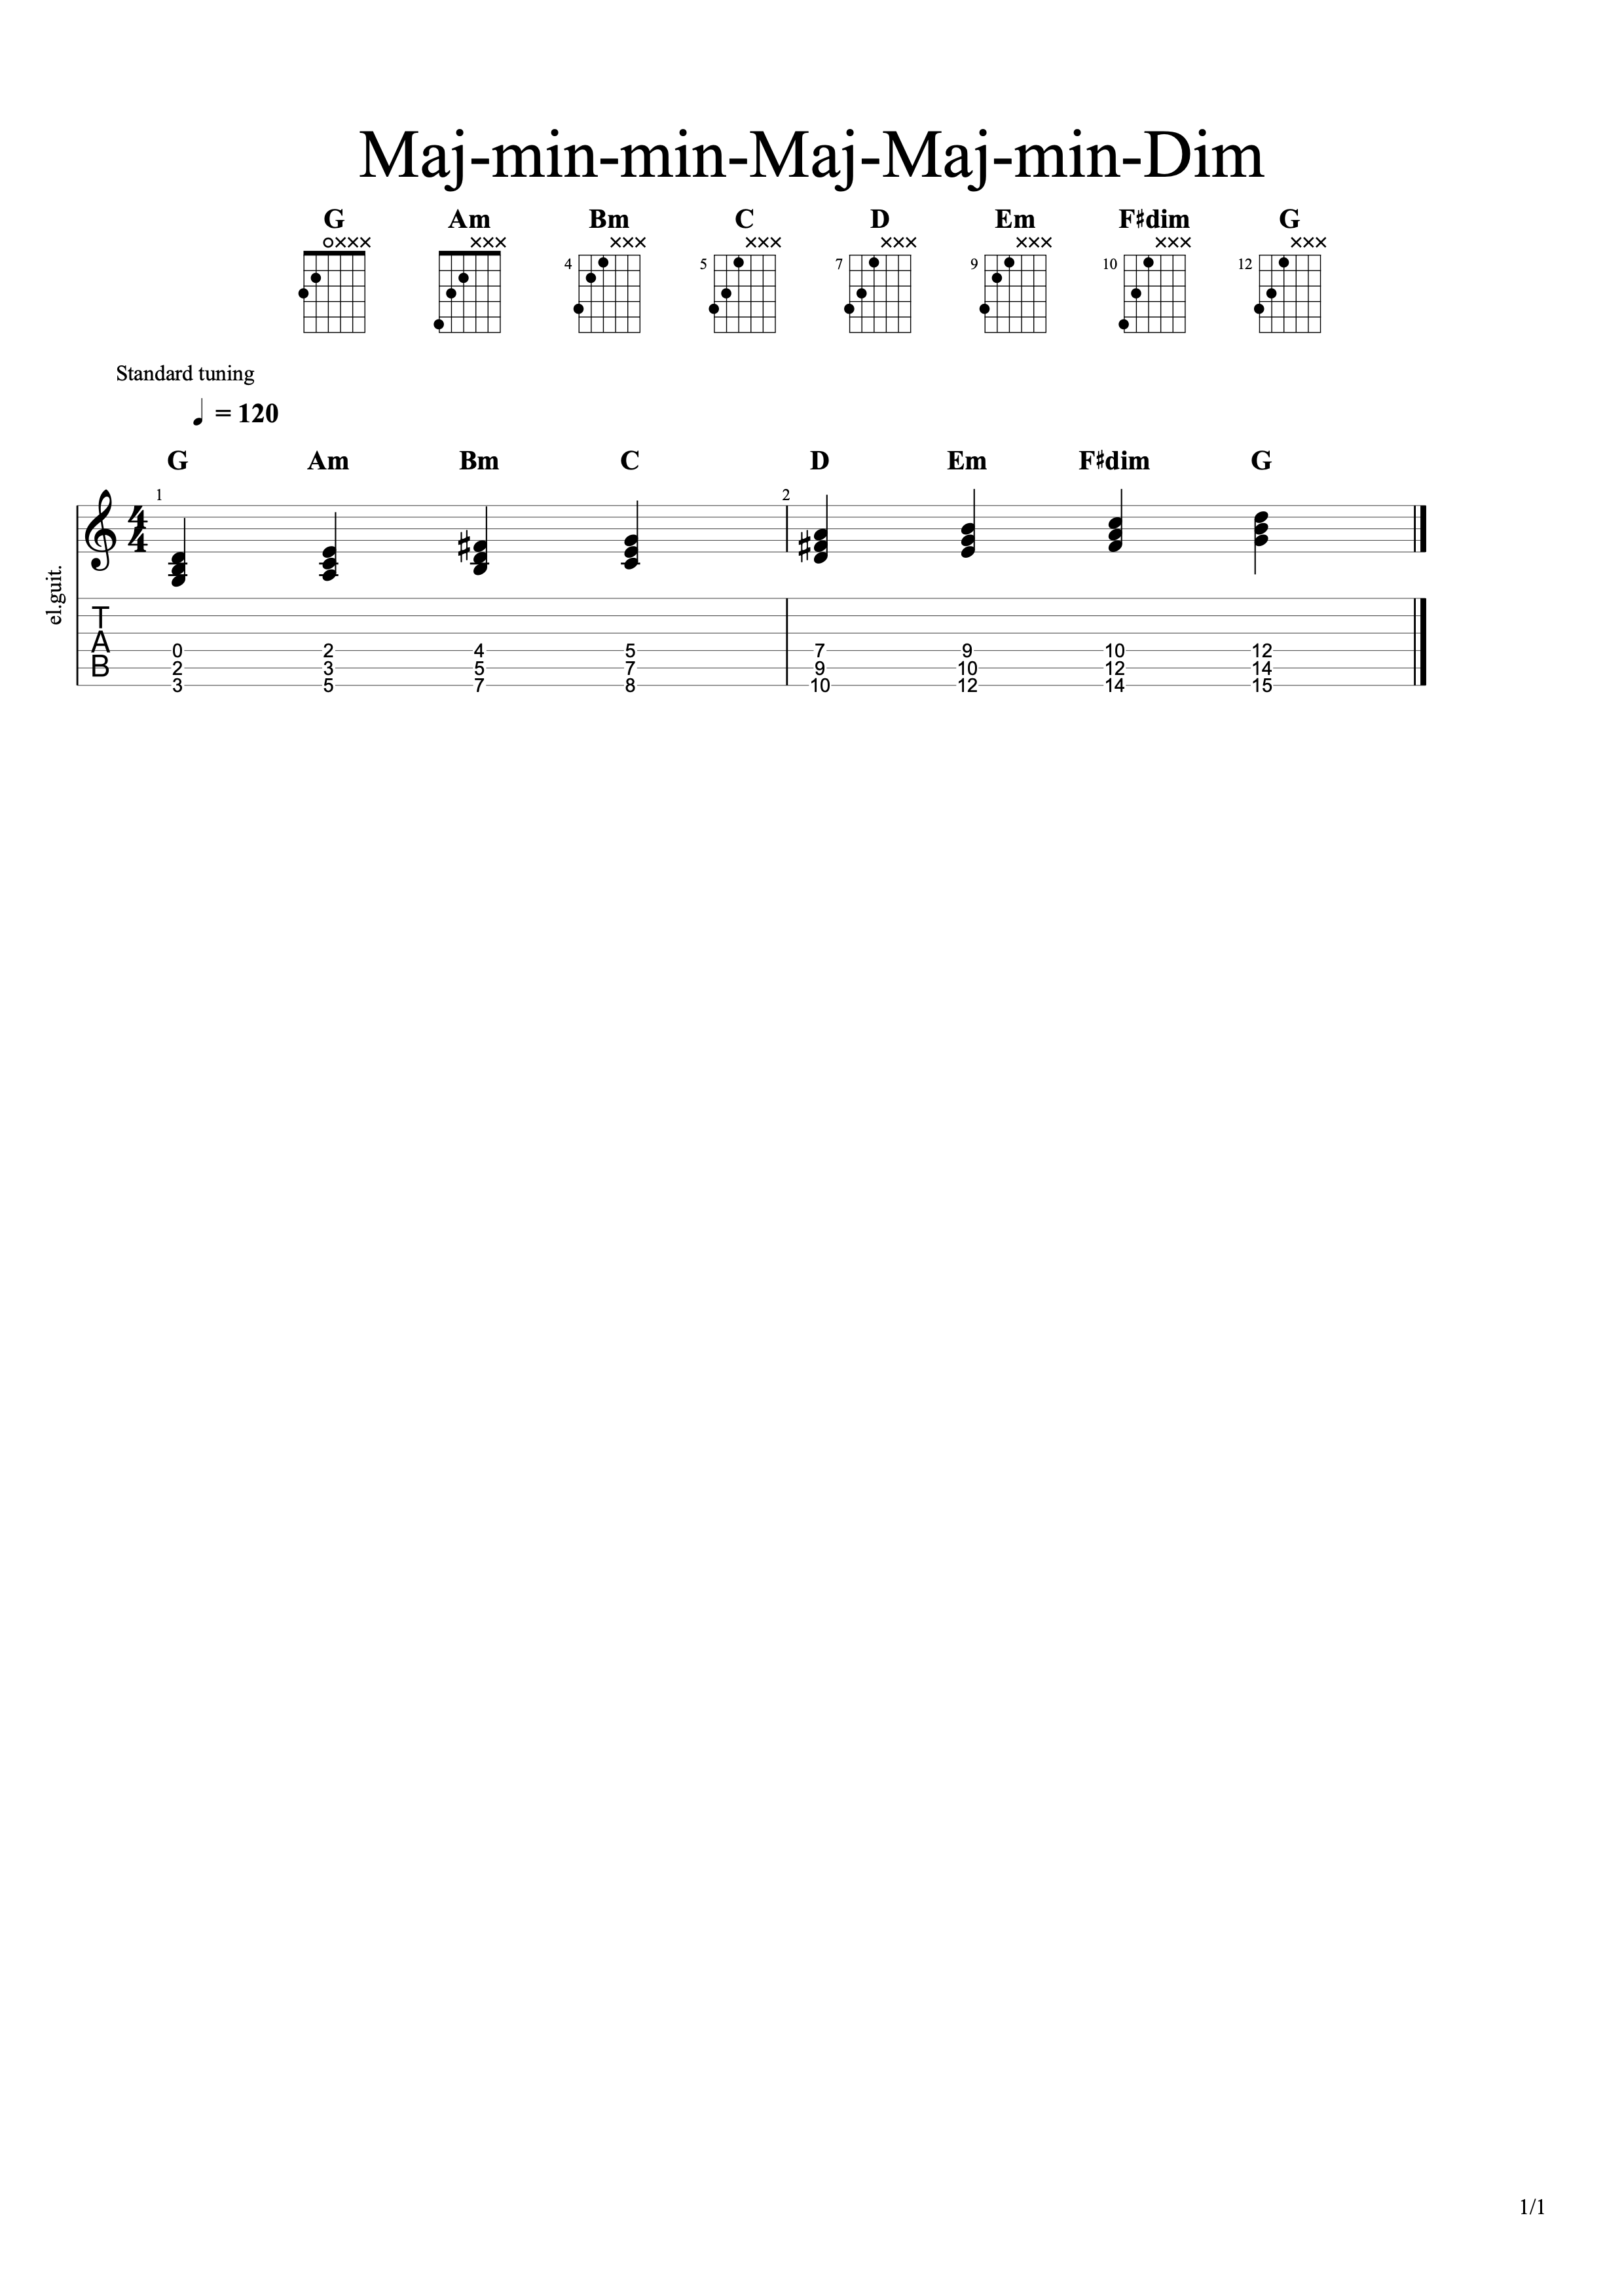 Maj-min-min-Maj-Maj-min-Dim
G Am Bm C D Em F♯dim G
○××× ××× ××× ××× ××× ××× ××× ×××
4 5 7 9 10 12
Standard tuning
♩ = 120
G Am Bm C D Em F♯dim G
1 2
4
4
el.guit.
T
A 0 2 4 5 7 9 10 12
B 2 3 5 7 9 10 12 14
3 5 7 8 10 12 14 15
1/1